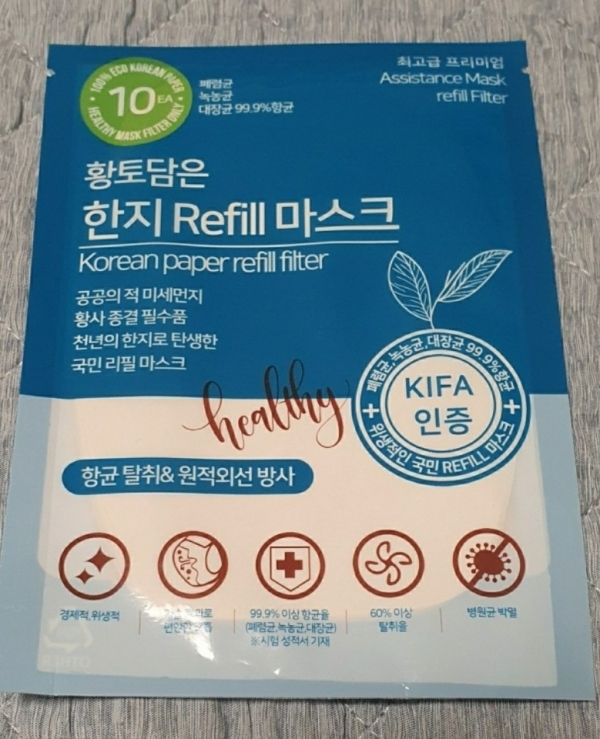 100% ECO KOREAN PAPER
10EA
HEALTHY MASK FILTER ONLY
폐렴균
녹농균
대장균 99.9%항균
최고급 프리미엄
Assistance Mask
refill Filter
황토담은
한지 Refill 마스크
Korean paper refill filter
공공의 적 미세먼지
황사 종결 필수품
천년의 한지로 탄생한
국민 리필 마스크
healthy
폐렴균,녹농균,대장균 99.9%항균
KIFA
인증
위생적인 국민 REFILL 마스크
항균 탈취& 원적외선 방사
경제적,위생적
99.9% 이상 항균율
(폐렴균,녹농균,대장균)
※시험 성적서 기재
60% 이상
탈취율
병원균 박멸
OTHER